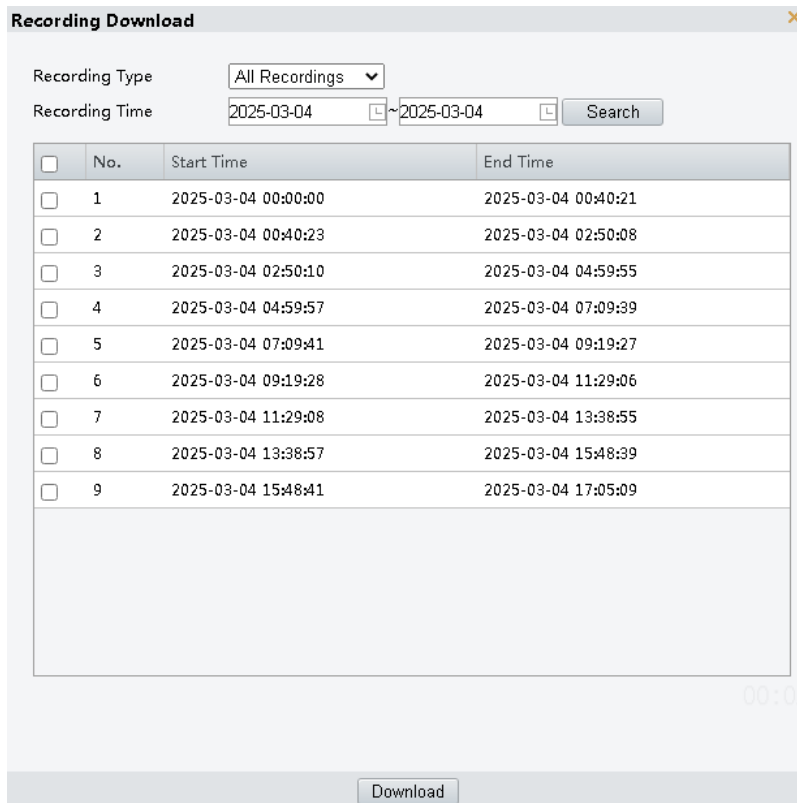 Recording Download
Recording Type All Recordings
Recording Time 2025-03-04 ~ 2025-03-04 Search
No. Start Time End Time
1 2025-03-04 00:00:00 2025-03-04 00:40:21
2 2025-03-04 00:40:23 2025-03-04 02:50:08
3 2025-03-04 02:50:10 2025-03-04 04:59:55
4 2025-03-04 04:59:57 2025-03-04 07:09:39
5 2025-03-04 07:09:41 2025-03-04 09:19:27
6 2025-03-04 09:19:28 2025-03-04 11:29:06
7 2025-03-04 11:29:08 2025-03-04 13:38:55
8 2025-03-04 13:38:57 2025-03-04 15:48:39
9 2025-03-04 15:48:41 2025-03-04 17:05:09
Download